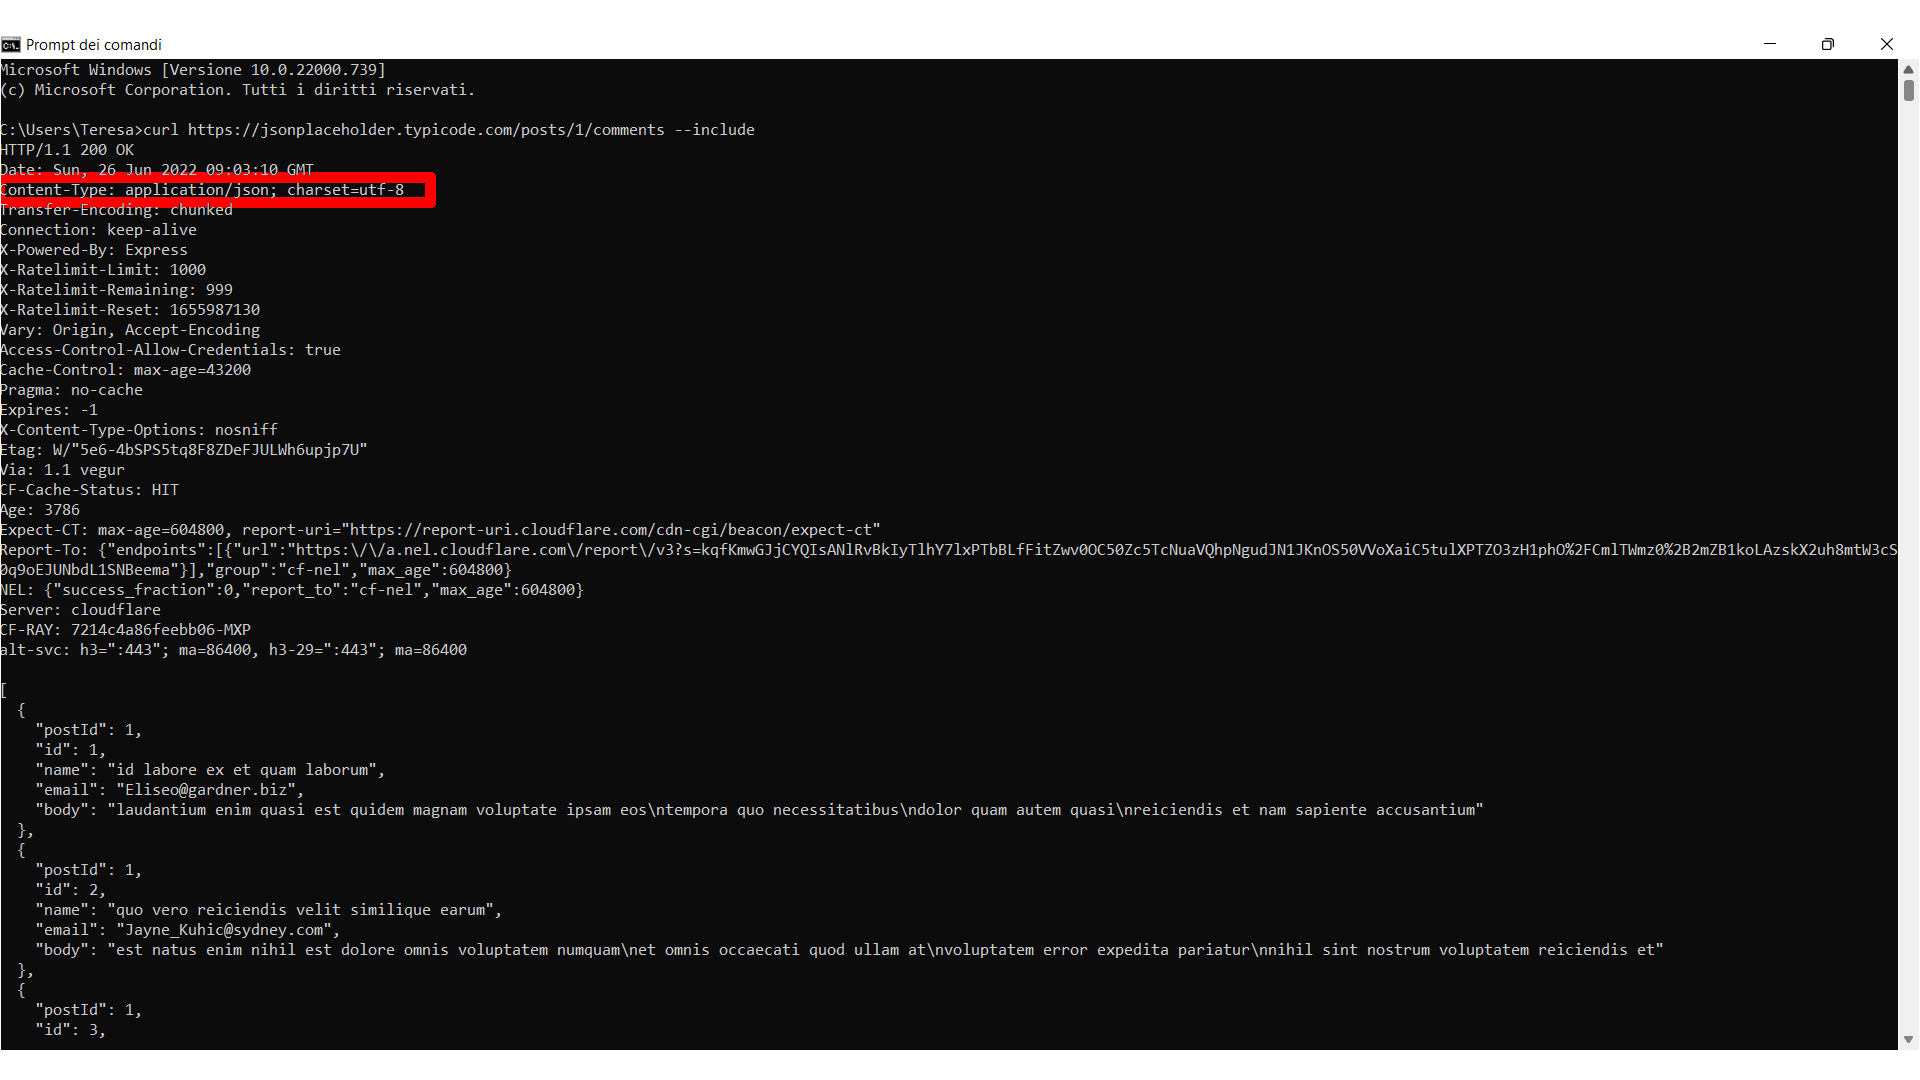 Prompt dei comandi
Microsoft Windows [Versione 10.0.22000.739]
(c) Microsoft Corporation. Tutti i diritti riservati.
C:\Users\Teresa>curl https://jsonplaceholder.typicode.com/posts/1/comments --include
HTTP/1.1 200 OK
Date: Sun, 26 Jun 2022 09:03:10 GMT
Content-Type: application/json; charset=utf-8
Transfer-Encoding: chunked
Connection: keep-alive
X-Powered-By: Express
X-Ratelimit-Limit: 1000
X-Ratelimit-Remaining: 999
X-Ratelimit-Reset: 1655987130
Vary: Origin, Accept-Encoding
Access-Control-Allow-Credentials: true
Cache-Control: max-age=43200
Pragma: no-cache
Expires: -1
X-Content-Type-Options: nosniff
Etag: W/"5e6-4bSPS5tq8F8ZDeFJULWh6upjp7U"
Via: 1.1 vegur
CF-Cache-Status: HIT
Age: 3786
Expect-CT: max-age=604800, report-uri="https://report-uri.cloudflare.com/cdn-cgi/beacon/expect-ct"
Report-To: {"endpoints":[{"url":"https:\/\/a.nel.cloudflare.com\/report\/v3?s=kqfKmwGJjCYQIsANlRvBkIyTlhY7lxPTbBLfFitZwv0OC50Zc5TcNuaVQhpNgudJN1JKnOS50VVoXaiC5tulXPTZO3zH1phO%2FCmlTWmz0%2B2mZB1koLAzskX2uh8mtW3cS
0q9oEJUNbdL1SNBeema"}],"group":"cf-nel","max_age":604800}
NEL: {"success_fraction":0,"report_to":"cf-nel","max_age":604800}
Server: cloudflare
CF-RAY: 7214c4a86feebb06-MXP
alt-svc: h3=":443"; ma=86400, h3-29=":443"; ma=86400
[
{
"postId": 1,
"id": 1,
"name": "id labore ex et quam laborum",
"email": "Eliseo@gardner.biz",
"body": "laudantium enim quasi est quidem magnam voluptate ipsam eos\ntempora quo necessitatibus\ndolor quam autem quasi\nreiciendis et nam sapiente accusantium"
},
{
"postId": 1,
"id": 2,
"name": "quo vero reiciendis velit similique earum",
"email": "Jayne_Kuhic@sydney.com",
"body": "est natus enim nihil est dolore omnis voluptatem numquam\net omnis occaecati quod ullam at\nvoluptatem error expedita pariatur\nnihil sint nostrum voluptatem reiciendis et"
},
{
"postId": 1,
"id": 3,